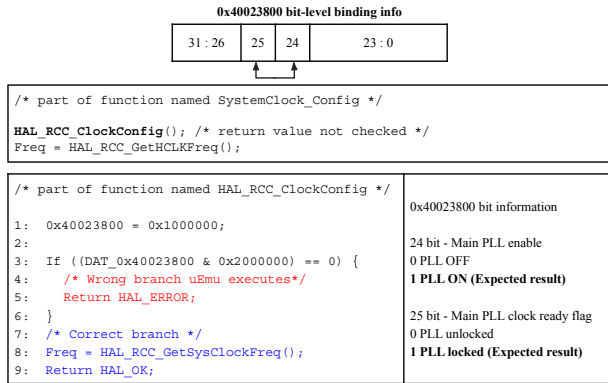 0x40023800 bit-level binding info
31 : 26 25 24 23 : 0
/* part of function named SystemClock_Config */
HAL_RCC_ClockConfig(); /* return value not checked */
Freq = HAL_RCC_GetHCLKFreq();
/* part of function named HAL_RCC_ClockConfig */
1: 0x40023800 = 0x1000000;
2:
3: If ((DAT_0x40023800 & 0x2000000) == 0) {
4: /* Wrong branch uEmu executes*/
5: Return HAL_ERROR;
6: }
7: /* Correct branch */
8: Freq = HAL_RCC_GetSysClockFreq();
9: Return HAL_OK;
0x40023800 bit information
24 bit - Main PLL enable
0 PLL OFF
1 PLL ON (Expected result)
25 bit - Main PLL clock ready flag
0 PLL unlocked
1 PLL locked (Expected result)